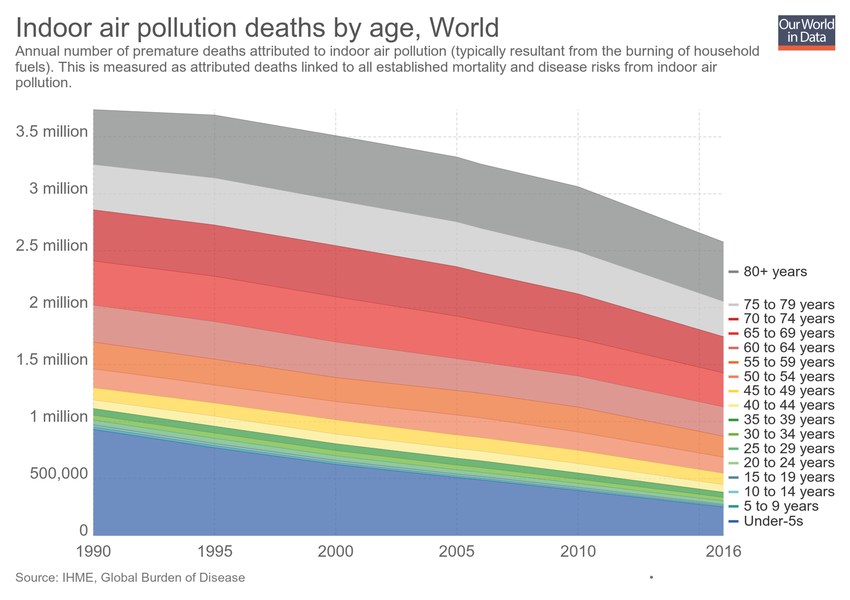 Indoor air pollution deaths by age, World
Our World
in Data
Annual number of premature deaths attributed to indoor air pollution (typically resultant from the burning of household
fuels). This is measured as attributed deaths linked to all established mortality and disease risks from indoor air
pollution.
3.5 million
3 million
2.5 million
2 million
1.5 million
1 million
500,000
0
1990
1995
2000
2005
2010
2016
80+ years
75 to 79 years
70 to 74 years
65 to 69 years
60 to 64 years
55 to 59 years
50 to 54 years
45 to 49 years
40 to 44 years
35 to 39 years
30 to 34 years
25 to 29 years
20 to 24 years
15 to 19 years
10 to 14 years
5 to 9 years
Under-5s
Source: IHME, Global Burden of Disease